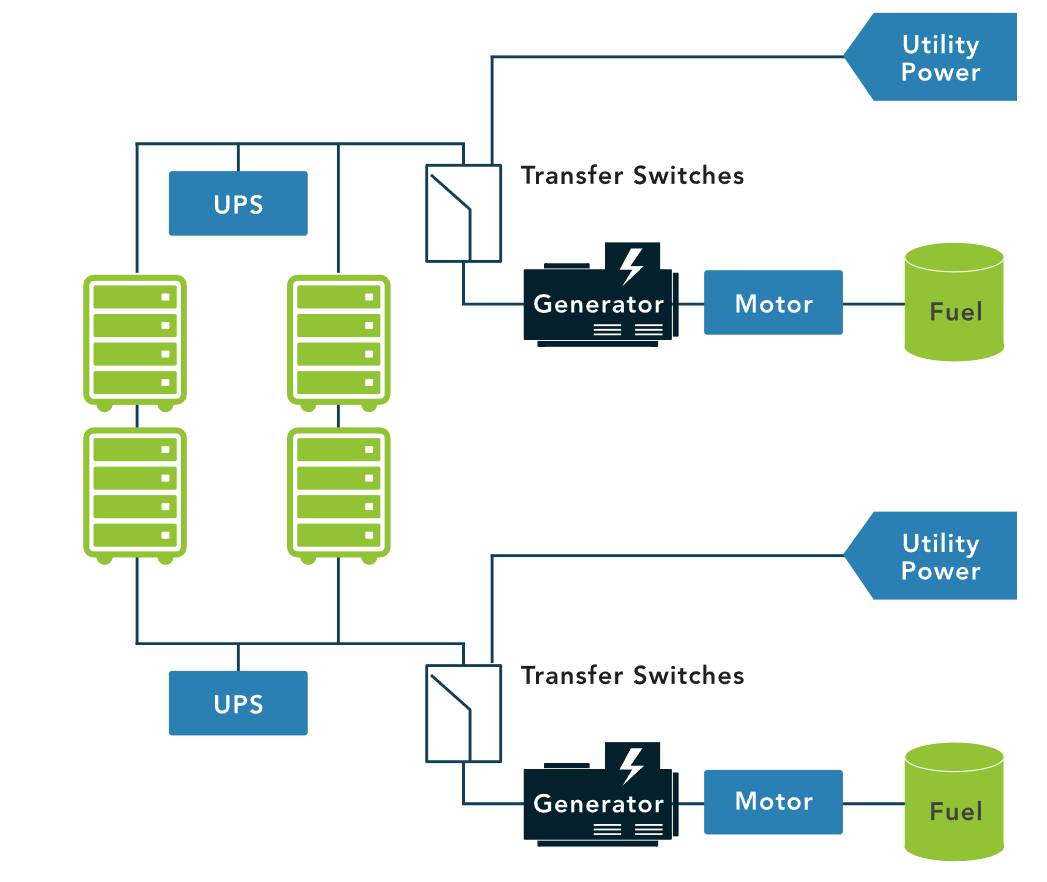 Utility
Power
Transfer Switches
UPS
Generator
Motor
Fuel
Utility
Power
Transfer Switches
UPS
Generator
Motor
Fuel